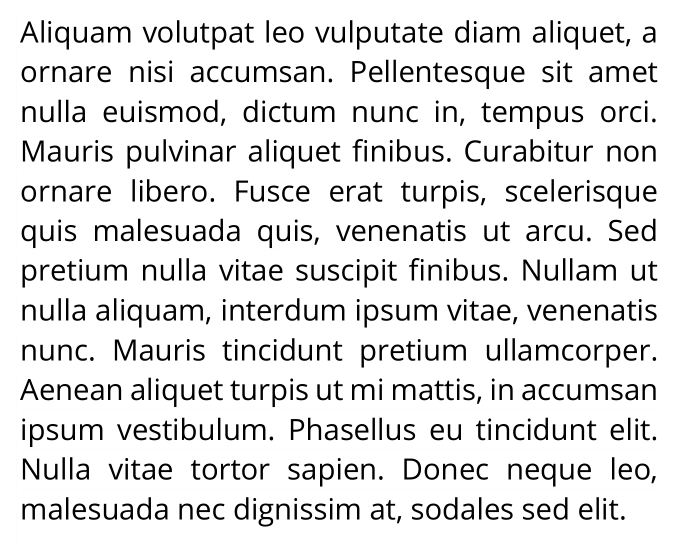 Aliquam volutpat leo vulputate diam aliquet, a
ornare nisi accumsan. Pellentesque sit amet
nulla euismod, dictum nunc in, tempus orci.
Mauris pulvinar aliquet finibus. Curabitur non
ornare libero. Fusce erat turpis, scelerisque
quis malesuada quis, venenatis ut arcu. Sed
pretium nulla vitae suscipit finibus. Nullam ut
nulla aliquam, interdum ipsum vitae, venenatis
nunc. Mauris tincidunt pretium ullamcorper.
Aenean aliquet turpis ut mi mattis, in accumsan
ipsum vestibulum. Phasellus eu tincidunt elit.
Nulla vitae tortor sapien. Donec neque leo,
malesuada nec dignissim at, sodales sed elit.